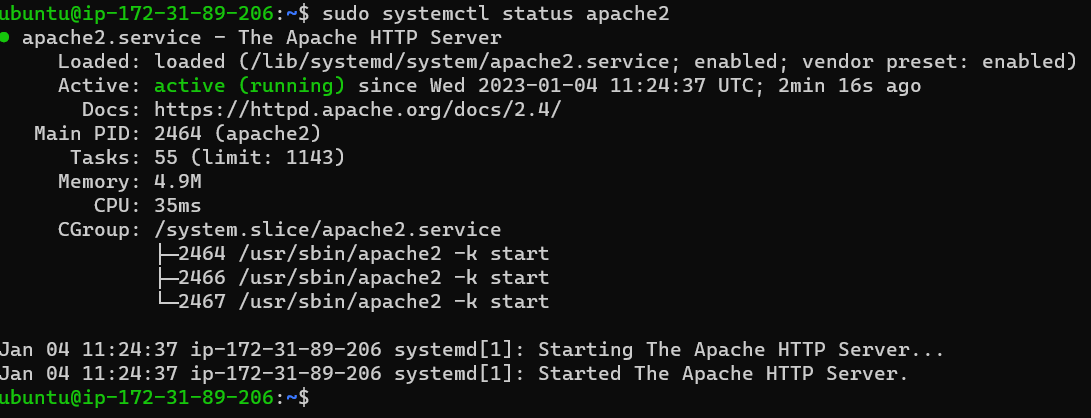 ubuntu@ip-172-31-89-206:~$ sudo systemctl status apache2
● apache2.service - The Apache HTTP Server
     Loaded: loaded (/lib/systemd/system/apache2.service; enabled; vendor preset: enabled)
     Active: active (running) since Wed 2023-01-04 11:24:37 UTC; 2min 16s ago
       Docs: https://httpd.apache.org/docs/2.4/
   Main PID: 2464 (apache2)
      Tasks: 55 (limit: 1143)
     Memory: 4.9M
        CPU: 35ms
     CGroup: /system.slice/apache2.service
             ├─2464 /usr/sbin/apache2 -k start
             ├─2466 /usr/sbin/apache2 -k start
             └─2467 /usr/sbin/apache2 -k start

Jan 04 11:24:37 ip-172-31-89-206 systemd[1]: Starting The Apache HTTP Server...
Jan 04 11:24:37 ip-172-31-89-206 systemd[1]: Started The Apache HTTP Server.
ubuntu@ip-172-31-89-206:~$